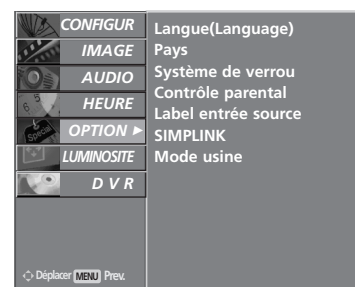 CONFIGUR
IMAGE
AUDIO
HEURE
OPTION ►
LUMINOSITE
D V R
Langue(Language)
Pays
Système de verrou
Contrôle parental
Label entrée source
SIMPLINK
Mode usine
Déplacer MENU Prev.